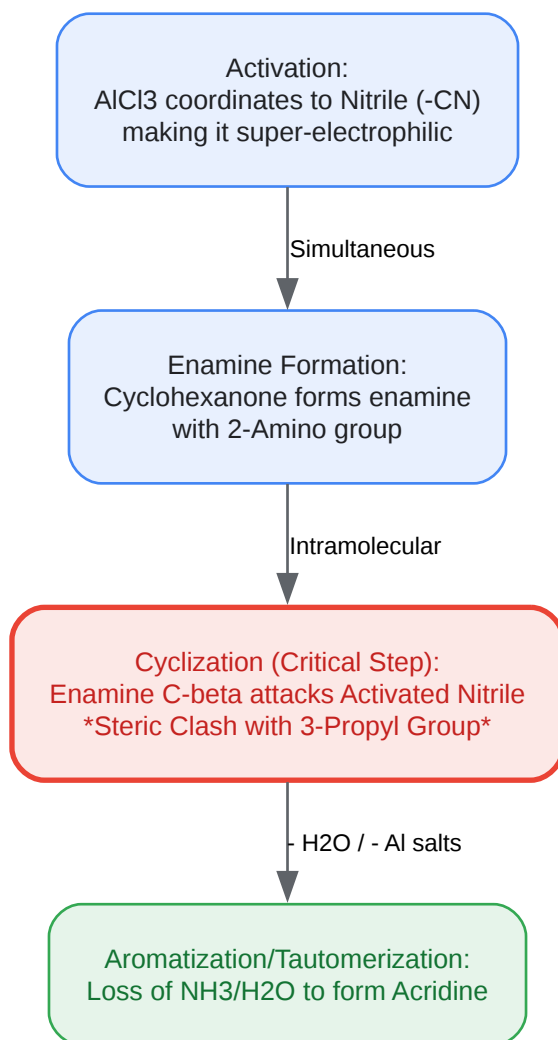 Activation:
AlCl3 coordinates to Nitrile (-CN)
making it super-electrophilic
Simultaneous
Enamine Formation:
Cyclohexanone forms enamine
with 2-Amino group
Intramolecular
Cyclization (Critical Step):
Enamine C-beta attacks Activated Nitrile
*Steric Clash with 3-Propyl Group*
- H2O / - Al salts
Aromatization/Tautomerization:
Loss of NH3/H2O to form Acridine